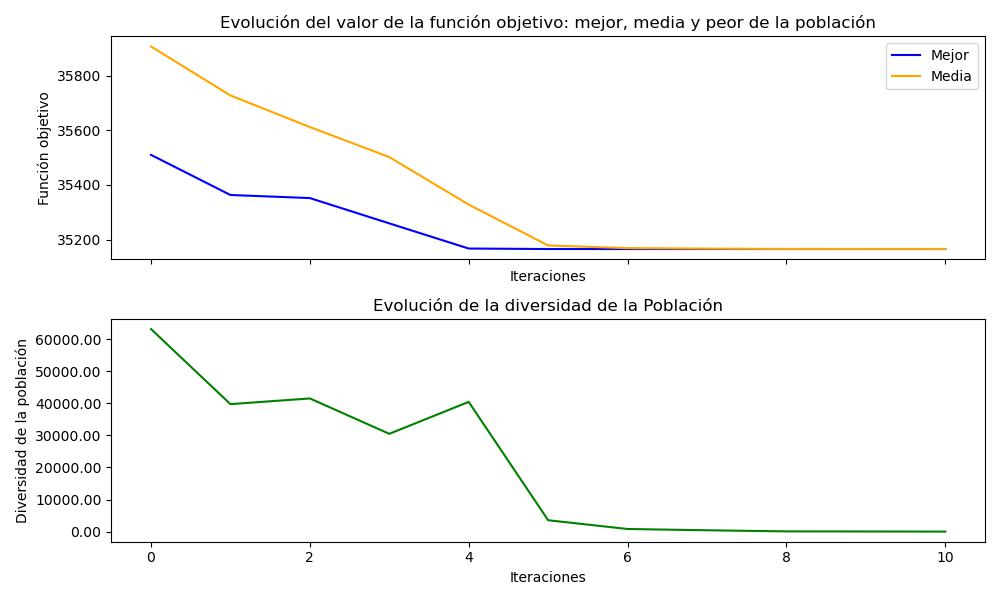 Evolución del valor de la función objetivo: mejor, media y peor de la población
Mejor
Media
Función objetivo
35800
35600
35400
35200
Iteraciones
Evolución de la diversidad de la Población
Diversidad de la población
60000.00
50000.00
40000.00
30000.00
20000.00
10000.00
0.00
0 2 4 6 8 10
Iteraciones